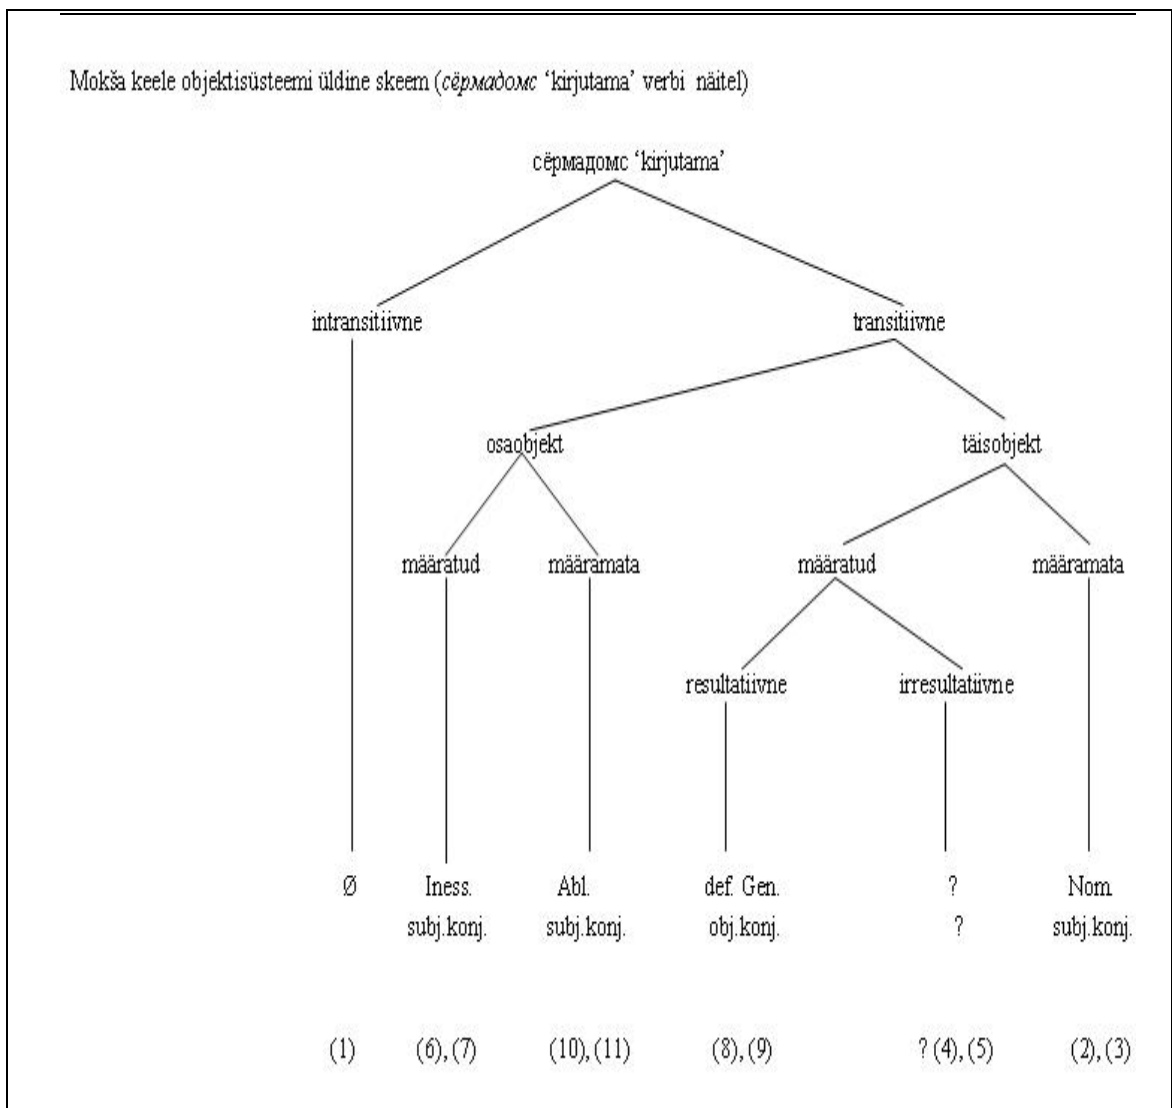 Mokša keele objektisüsteemi üldine skeem (сёрмадомс ‘kirjutama’ verbi näitel)
сёрмадомс ‘kirjutama’
intransitiivne transitiivne
osaobjekt täisobjekt
määratud määramata määratud määramata
resultatiivne irresultatiivne
Ø Iness. Abl. def. Gen. ? Nom.
subj.konj. subj.konj. obj.konj. ? subj.konj.
(1) (6), (7) (10), (11) (8), (9) ? (4), (5) (2), (3)